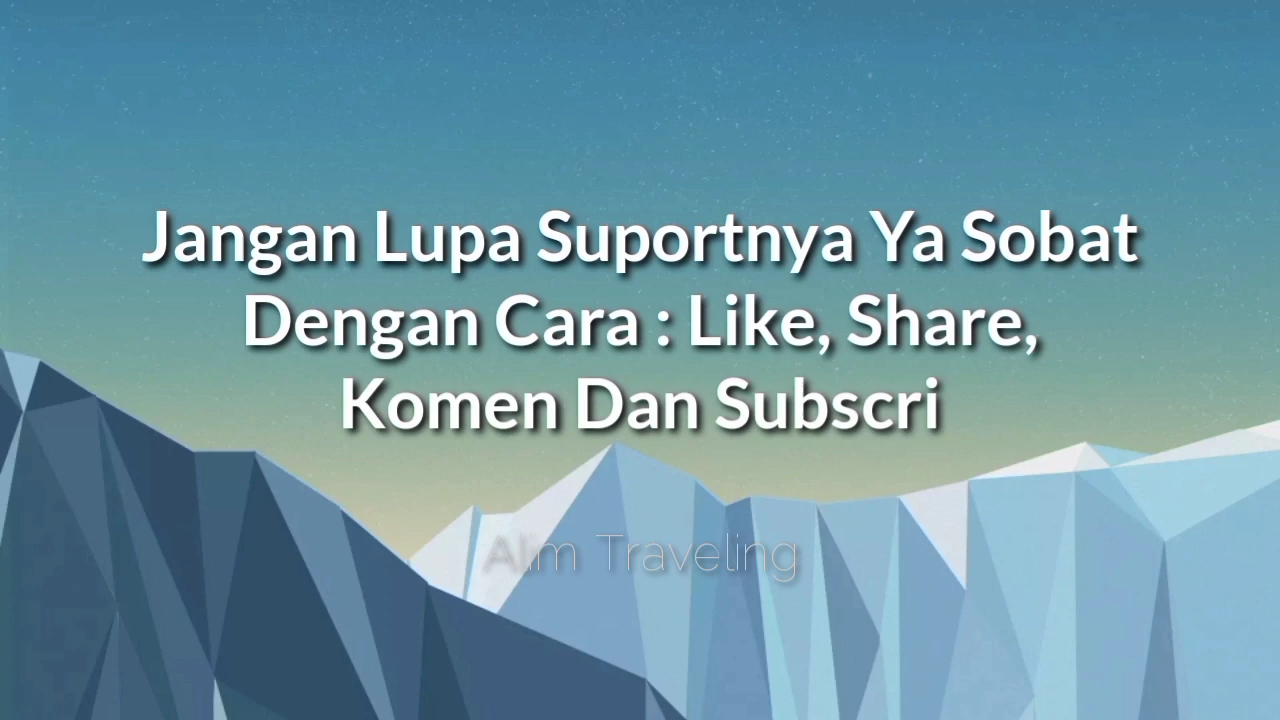 Jangan Lupa Suportnya Ya Sobat
Dengan Cara : Like, Share,
Komen Dan Subscri
Alim Traveling